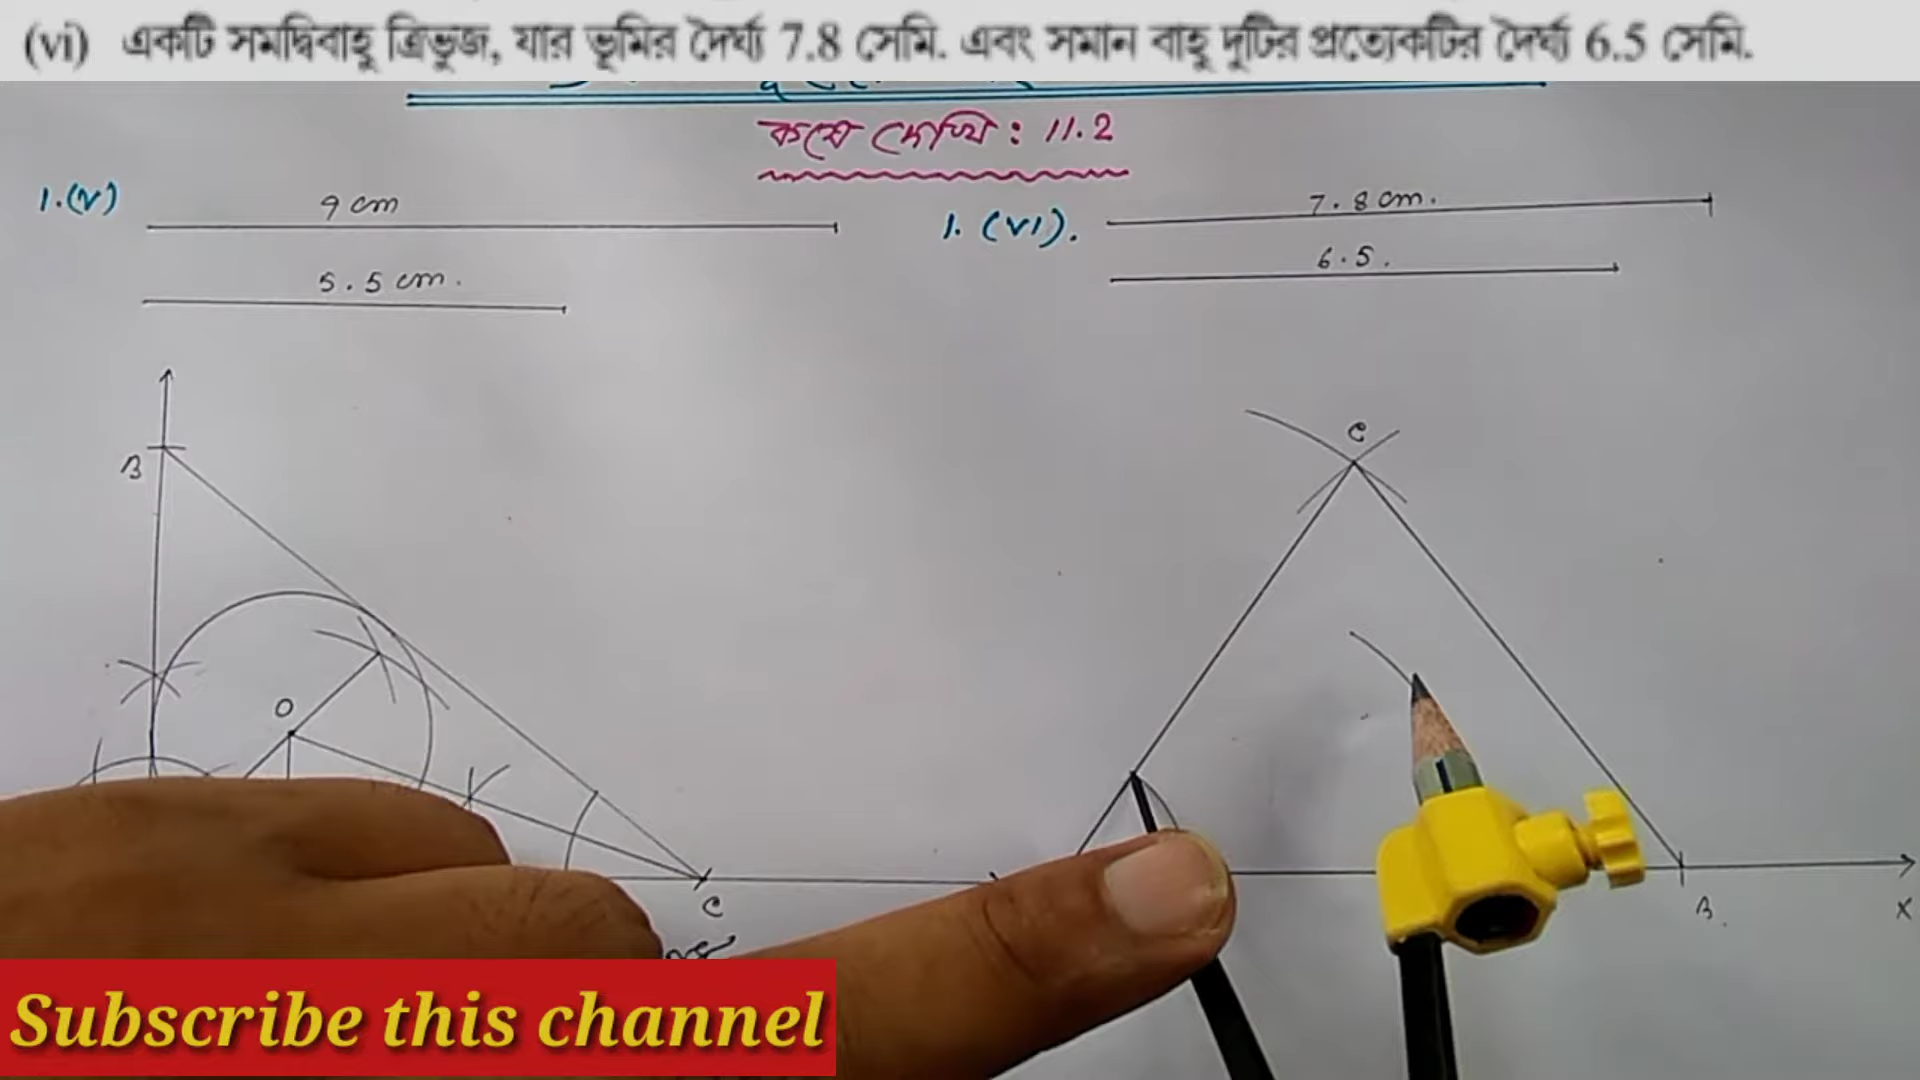 (vi) একটি সমদ্বিবাহু ত্রিভুজ, যার ভূমির দৈর্ঘ্য 7.8 সেমি. এবং সমান বাহু দুটির প্রত্যেকটির দৈর্ঘ্য 6.5 সেমি.
কষে দেখি : 11.2
1.(v)
9 cm
5.5 cm.
1. (vi).
7.8 cm.
6.5.
B
O
C
C
B.
X
Subscribe this channel